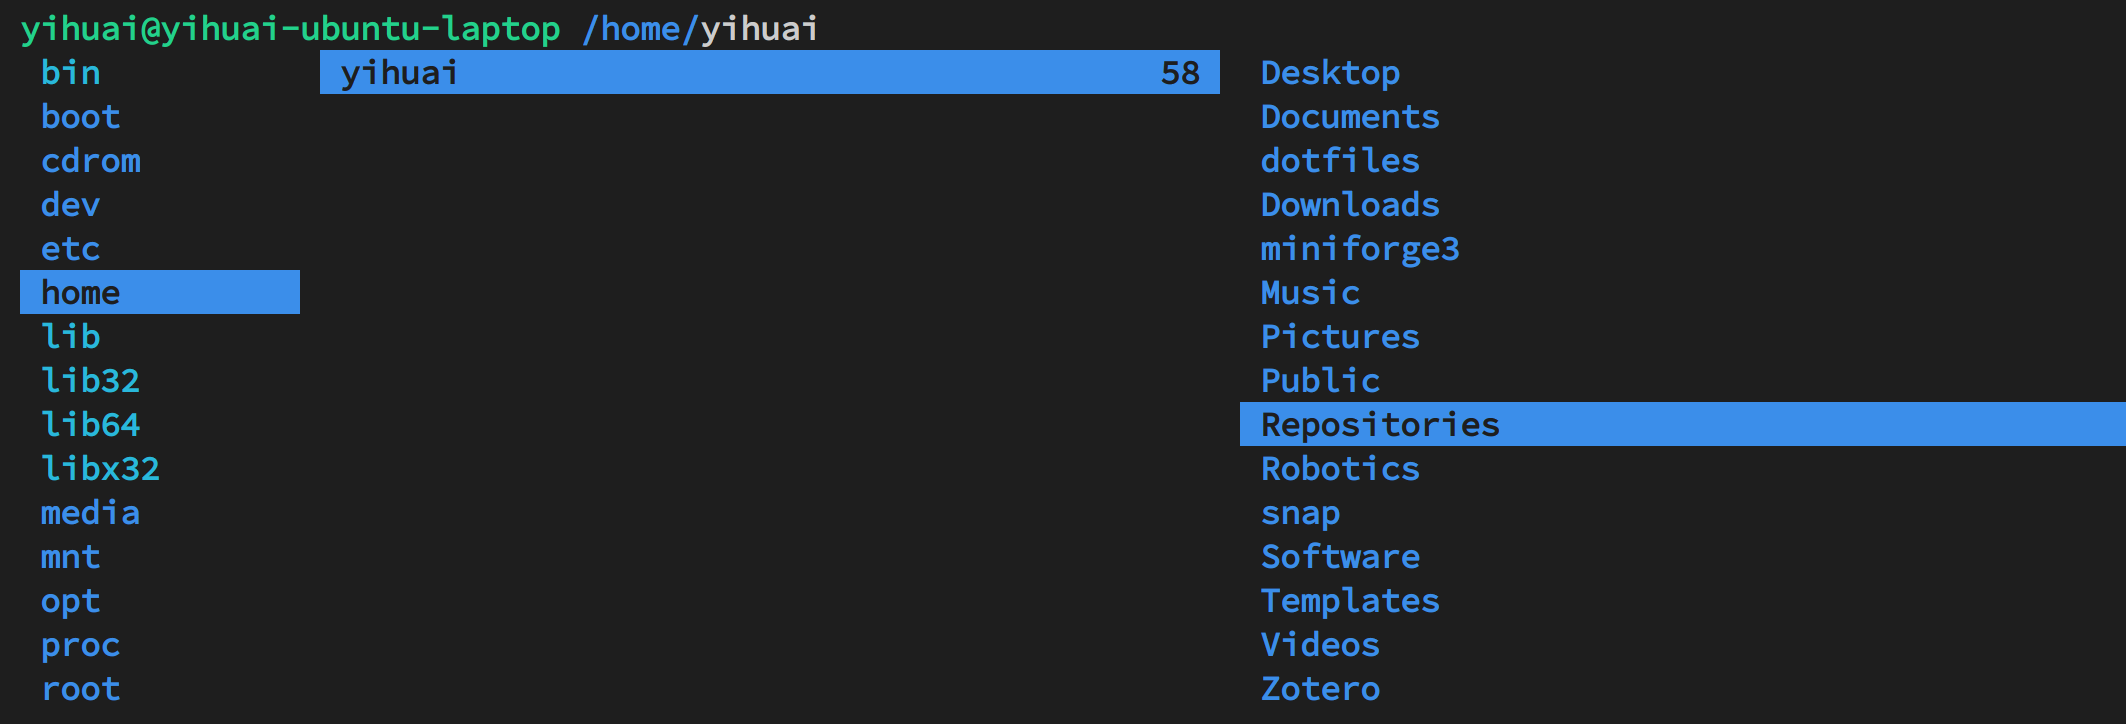 yihuai@yihuai-ubuntu-laptop /home/yihuai
bin
boot
cdrom
dev
etc
home
lib
lib32
lib64
libx32
media
mnt
opt
proc
root
yihuai 58
Desktop
Documents
dotfiles
Downloads
miniforge3
Music
Pictures
Public
Repositories
Robotics
snap
Software
Templates
Videos
Zotero